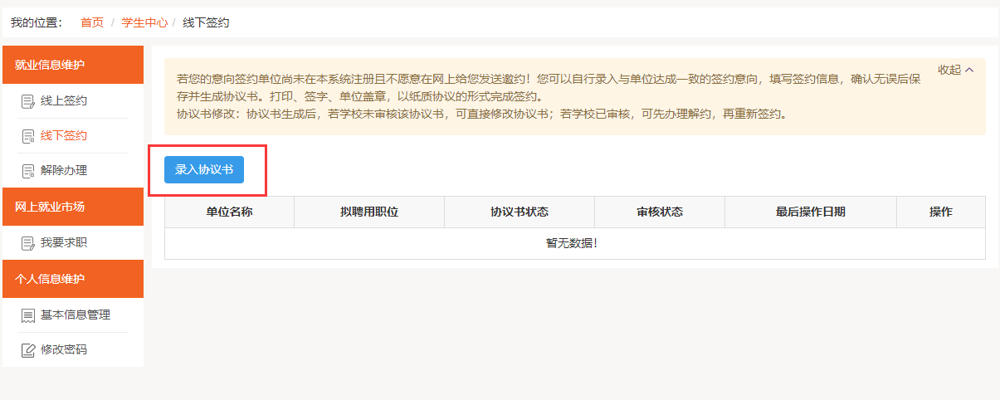 我的位置： 首页 / 学生中心 / 线下签约
就业信息维护
线上签约
线下签约
解除办理
网上就业市场
我要求职
个人信息维护
基本信息管理
修改密码
收起
若您的意向签约单位尚未在本系统注册且不愿意在网上给您发送邀约！您可以自行录入与单位达成一致的签约意向，填写签约信息，确认无误后保
存并生成协议书。打印、签字、单位盖章，以纸质协议的形式完成签约。
协议书修改：协议书生成后，若学校未审核该协议书，可直接修改协议书；若学校已审核，可先办理解约，再重新签约。
录入协议书
单位名称 拟聘用职位 协议书状态 审核状态 最后操作日期 操作
暂无数据！